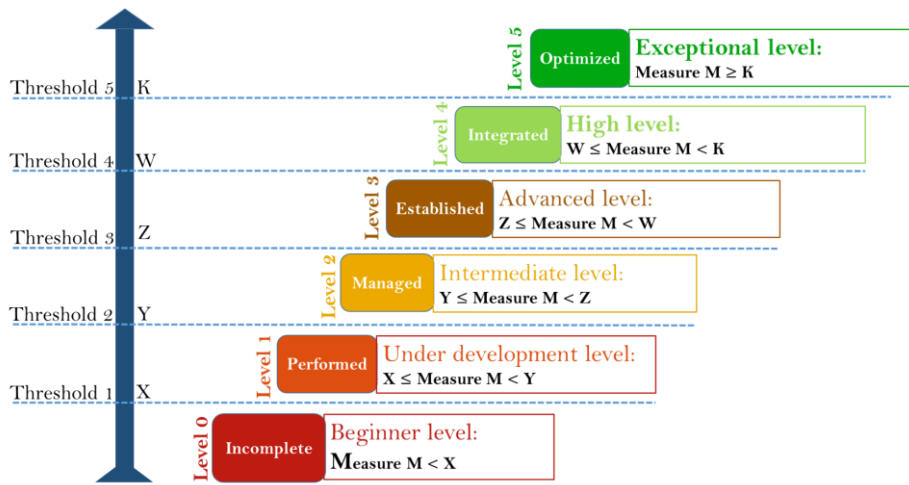 Level 5
Optimized
Exceptional level:
Measure M ≥ K
Threshold 5 K
Level 4
Integrated
High level:
W ≤ Measure M < K
Threshold 4 W
Level 3
Established
Advanced level:
Z ≤ Measure M < W
Threshold 3 Z
Level 2
Managed
Intermediate level:
Y ≤ Measure M < Z
Threshold 2 Y
Level 1
Performed
Under development level:
X ≤ Measure M < Y
Threshold 1 X
Level 0
Incomplete
Beginner level:
Measure M < X